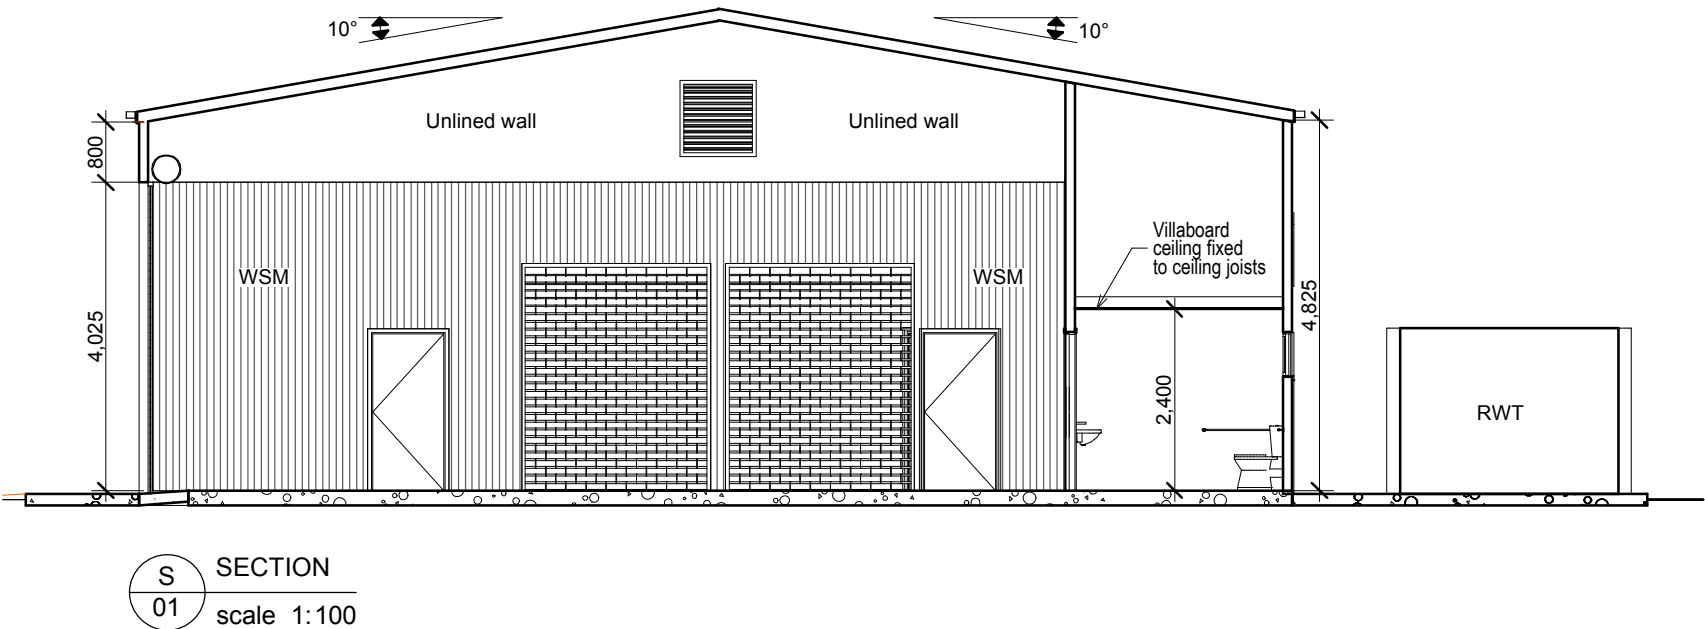 10°
10°
Unlined wall
Unlined wall
800
Villaboard
ceiling fixed
to ceiling joists
WSM
WSM
4,025
4,825
2,400
RWT
S
01
SECTION
scale 1:100